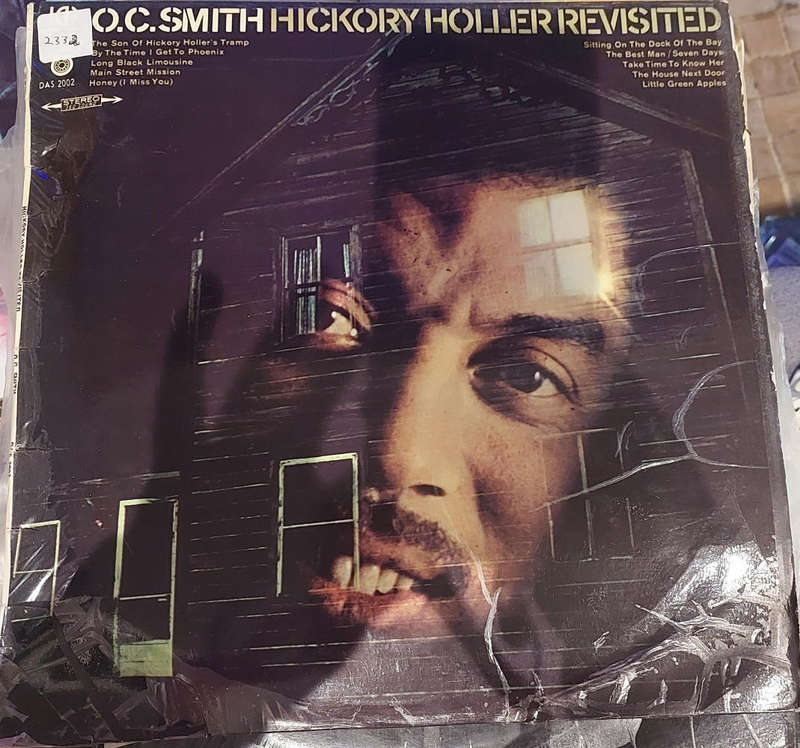 O.C. SMITH HICKORY HOLLER REVISITED
233
The Son Of Hickory Holler's Tramp
By The Time I Get To Phoenix
Long Black Limousine
Main Street Mission
Honey (I Miss You)
Sitting On The Dock Of The Bay
The Best Man / Seven Days
Take Time To Know Her
The House Next Door
Little Green Apples
DAS 2002
STEREO